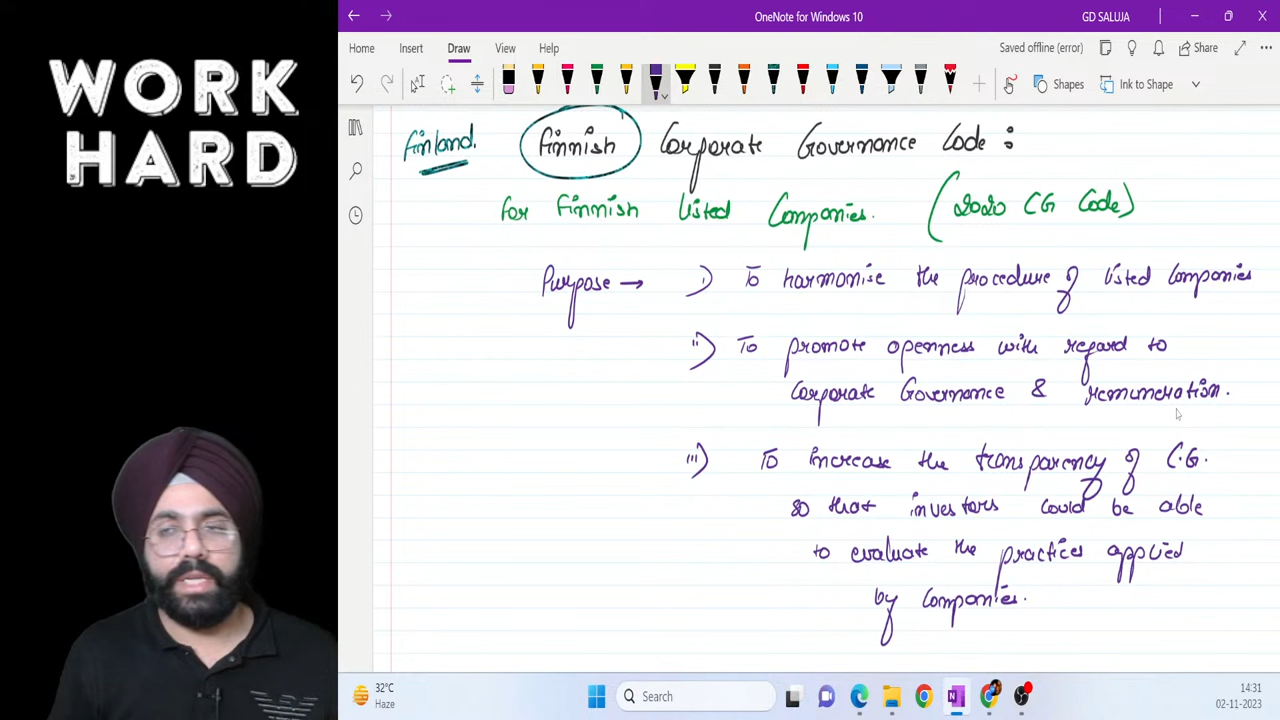 WORK
HARD
OneNote for Windows 10
GD SALUJA
Home
Insert
Draw
View
Help
Saved offline (error)
Share
Shapes
Ink to Shape
Finland. Finnish Corporate Governance Code :
For Finnish listed Companies. (2020 CG Code)
Purpose → i) To harmonise the procedure of listed Companies
ii) To promote openness with regard to
Corporate Governance & remuneration.
iii) To increase the transparency of C.G.
so that investors could be able
to evaluate the practices applied
by companies.
32°C
Haze
Search
14:31
02-11-2023